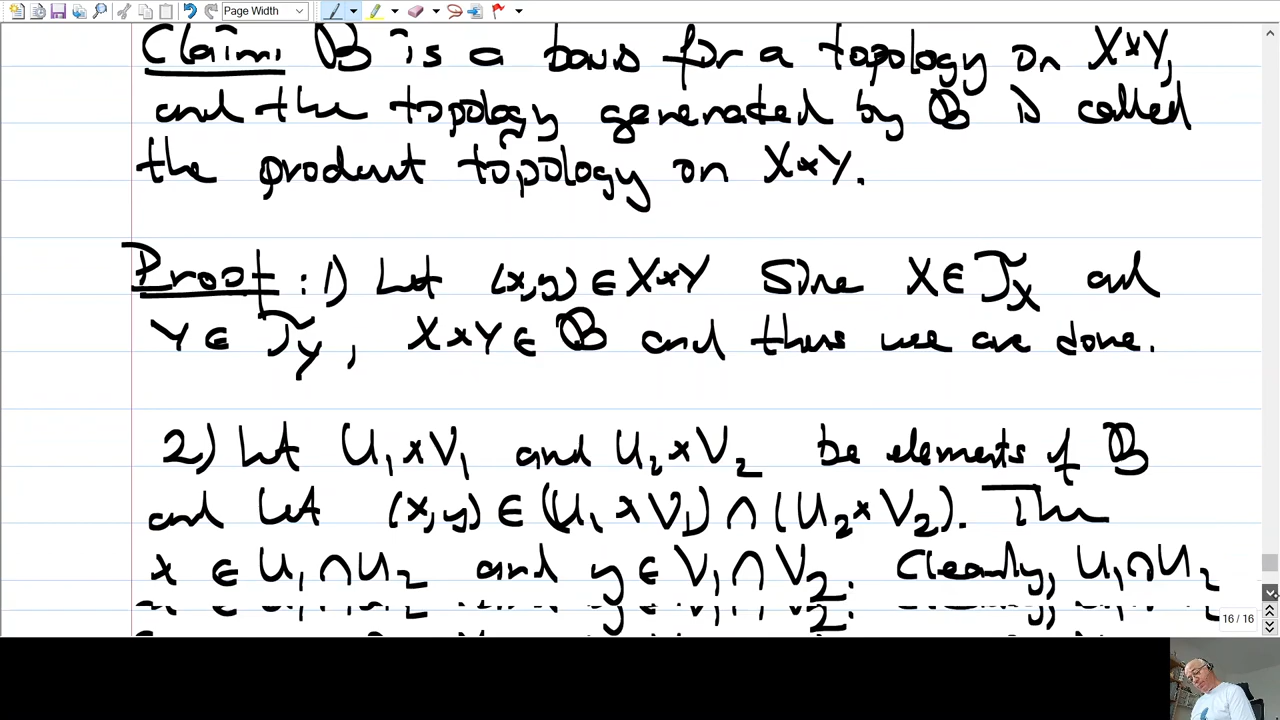 Page Width
Claim: B is a basis for a topology on X×Y,
and the topology generated by B is called
the product topology on X×Y.
Proof: 1) Let (x,y) ∈ X×Y Since X ∈ 𝒯_X and
Y ∈ 𝒯_Y, X×Y ∈ B and thus we are done.
2) Let U₁×V₁ and U₂×V₂ be elements of B
and let (x,y) ∈ (U₁×V₁) ∩ (U₂×V₂). Then
x ∈ U₁∩U₂ and y ∈ V₁∩V₂. Clearly, U₁∩U₂
16 / 16